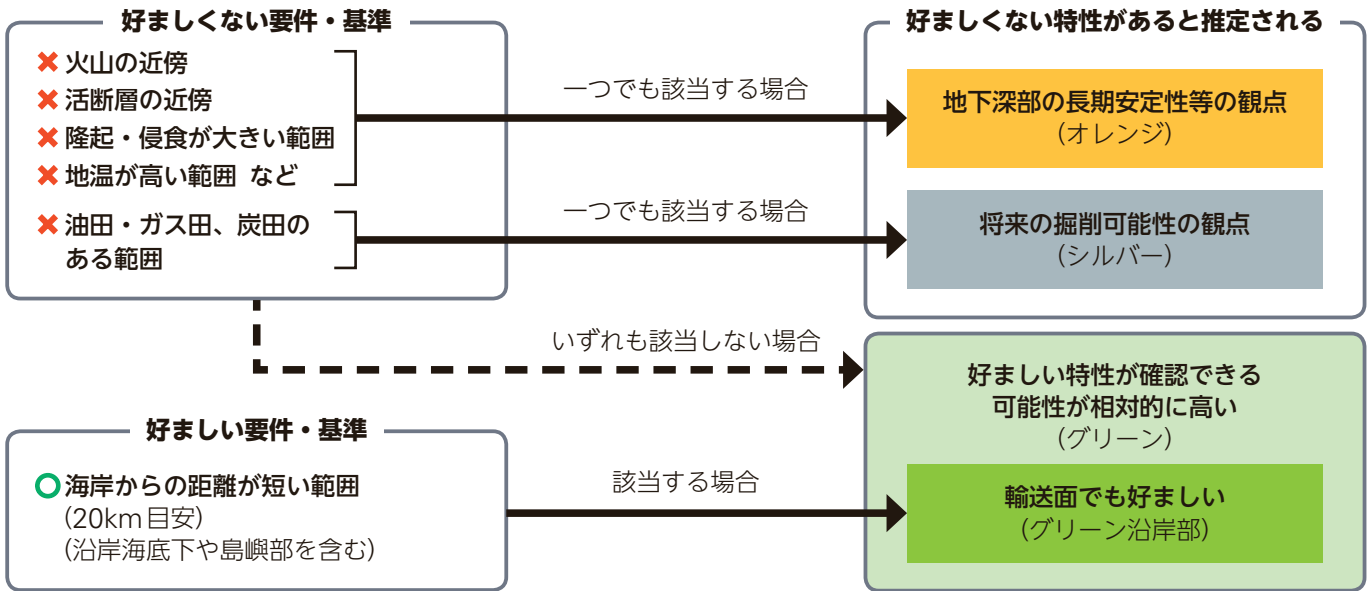 好ましくない要件・基準
火山の近傍
活断層の近傍
隆起・侵食が大きい範囲
地温が高い範囲 など
油田・ガス田、炭田の
ある範囲
一つでも該当する場合
一つでも該当する場合
好ましくない特性があると推定される
地下深部の長期安定性等の観点
(オレンジ)
将来の掘削可能性の観点
(シルバー)
いずれも該当しない場合
好ましい特性が確認できる
可能性が相対的に高い
(グリーン)
好ましい要件・基準
海岸からの距離が短い範囲
(20km目安)
(沿岸海底下や島嶼部を含む)
該当する場合
輸送面でも好ましい
(グリーン沿岸部)